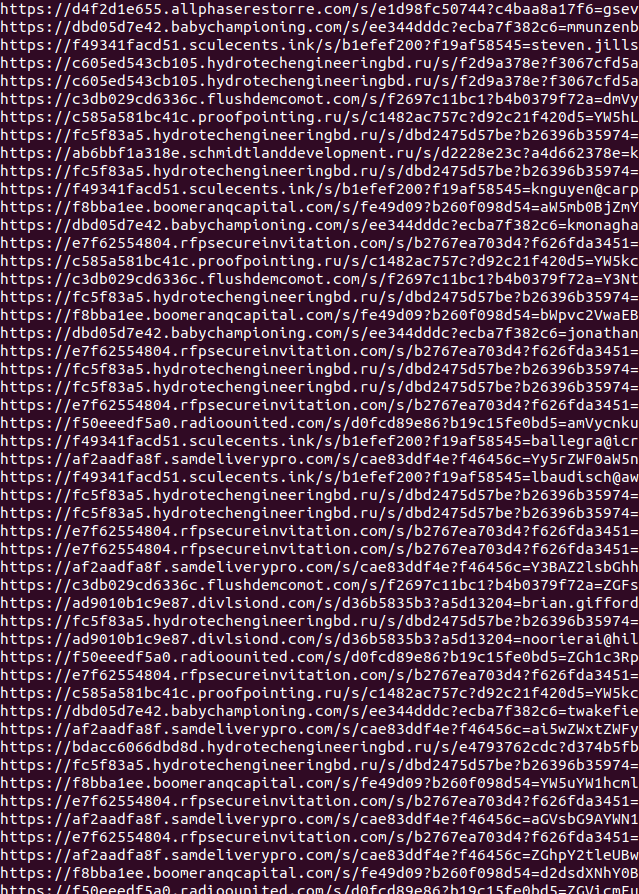 https://d4f2d1e655.allphaserestorre.com/s/e1d98fc50744?c4baa8a17f6=gsev
https://dbd05d7e42.babychampioning.com/s/ee344dddc?ecba7f382c6=mmunzenb
https://f49341facd51.sculecents.ink/s/b1efef200?f19af58545=steven.jills
https://c605ed543cb105.hydrotechengineeringbd.ru/s/f2d9a378e?f3067cfd5a
https://c605ed543cb105.hydrotechengineeringbd.ru/s/f2d9a378e?f3067cfd5a
https://c3db029cd6336c.flushdemcomot.com/s/f2697c11bc1?b4b0379f72a=dmVy
https://c585a581bc41c.proofpointing.ru/s/c1482ac757c?d92c21f420d5=YW5hL
https://fc5f83a5.hydrotechengineeringbd.ru/s/dbd2475d57be?b26396b35974=
https://ab6bbf1a318e.schmidtlanddevelopment.ru/s/d2228e23c?a4d662378e=k
https://fc5f83a5.hydrotechengineeringbd.ru/s/dbd2475d57be?b26396b35974=
https://f49341facd51.sculecents.ink/s/b1efef200?f19af58545=knguyen@carp
https://f8bba1ee.boomeranqcapital.com/s/fe49d09?b260f098d54=aW5mb0BjZmY
https://dbd05d7e42.babychampioning.com/s/ee344dddc?ecba7f382c6=kmonagha
https://e7f62554804.rfpsecureinvitation.com/s/b2767ea703d4?f626fda3451=
https://c585a581bc41c.proofpointing.ru/s/c1482ac757c?d92c21f420d5=YW5kc
https://c3db029cd6336c.flushdemcomot.com/s/f2697c11bc1?b4b0379f72a=Y3Nt
https://fc5f83a5.hydrotechengineeringbd.ru/s/dbd2475d57be?b26396b35974=
https://f8bba1ee.boomeranqcapital.com/s/fe49d09?b260f098d54=bWpvc2VwaEB
https://dbd05d7e42.babychampioning.com/s/ee344dddc?ecba7f382c6=jonathan
https://e7f62554804.rfpsecureinvitation.com/s/b2767ea703d4?f626fda3451=
https://fc5f83a5.hydrotechengineeringbd.ru/s/dbd2475d57be?b26396b35974=
https://fc5f83a5.hydrotechengineeringbd.ru/s/dbd2475d57be?b26396b35974=
https://e7f62554804.rfpsecureinvitation.com/s/b2767ea703d4?f626fda3451=
https://f50eeedf5a0.radioounited.com/s/d0fcd89e86?b19c15fe0bd5=amVycnku
https://f49341facd51.sculecents.ink/s/b1efef200?f19af58545=ballegra@icr
https://af2aadfa8f.samdeliverypro.com/s/cae83ddf4e?f46456c=Yy5rZWF0aW5n
https://f49341facd51.sculecents.ink/s/b1efef200?f19af58545=lbaudisch@aw
https://fc5f83a5.hydrotechengineeringbd.ru/s/dbd2475d57be?b26396b35974=
https://fc5f83a5.hydrotechengineeringbd.ru/s/dbd2475d57be?b26396b35974=
https://e7f62554804.rfpsecureinvitation.com/s/b2767ea703d4?f626fda3451=
https://e7f62554804.rfpsecureinvitation.com/s/b2767ea703d4?f626fda3451=
https://af2aadfa8f.samdeliverypro.com/s/cae83ddf4e?f46456c=Y3BAZ2lsbGhh
https://c3db029cd6336c.flushdemcomot.com/s/f2697c11bc1?b4b0379f72a=ZGFs
https://ad9010b1c9e87.divlsiond.com/s/d36b5835b3?a5d13204=brian.gifford
https://fc5f83a5.hydrotechengineeringbd.ru/s/dbd2475d57be?b26396b35974=
https://ad9010b1c9e87.divlsiond.com/s/d36b5835b3?a5d13204=noorierai@hil
https://f50eeedf5a0.radioounited.com/s/d0fcd89e86?b19c15fe0bd5=ZGh1c3Rp
https://e7f62554804.rfpsecureinvitation.com/s/b2767ea703d4?f626fda3451=
https://c585a581bc41c.proofpointing.ru/s/c1482ac757c?d92c21f420d5=YW5kc
https://dbd05d7e42.babychampioning.com/s/ee344dddc?ecba7f382c6=twakefie
https://af2aadfa8f.samdeliverypro.com/s/cae83ddf4e?f46456c=ai5wZWxtZWFy
https://bdacc6066dbd8d.hydrotechengineeringbd.ru/s/e4793762cdc?d374b5fb
https://fc5f83a5.hydrotechengineeringbd.ru/s/dbd2475d57be?b26396b35974=
https://f8bba1ee.boomeranqcapital.com/s/fe49d09?b260f098d54=YW5uYW1hcml
https://e7f62554804.rfpsecureinvitation.com/s/b2767ea703d4?f626fda3451=
https://af2aadfa8f.samdeliverypro.com/s/cae83ddf4e?f46456c=aGVsbG9AYWN1
https://e7f62554804.rfpsecureinvitation.com/s/b2767ea703d4?f626fda3451=
https://af2aadfa8f.samdeliverypro.com/s/cae83ddf4e?f46456c=ZGhpY2tleUBw
https://f8bba1ee.boomeranqcapital.com/s/fe49d09?b260f098d54=d2dsdXNhY0B
https://f50eeedf5a0.radioounited.com/s/d0fcd89e86?b19c15fe0bd5=ZGVicmms